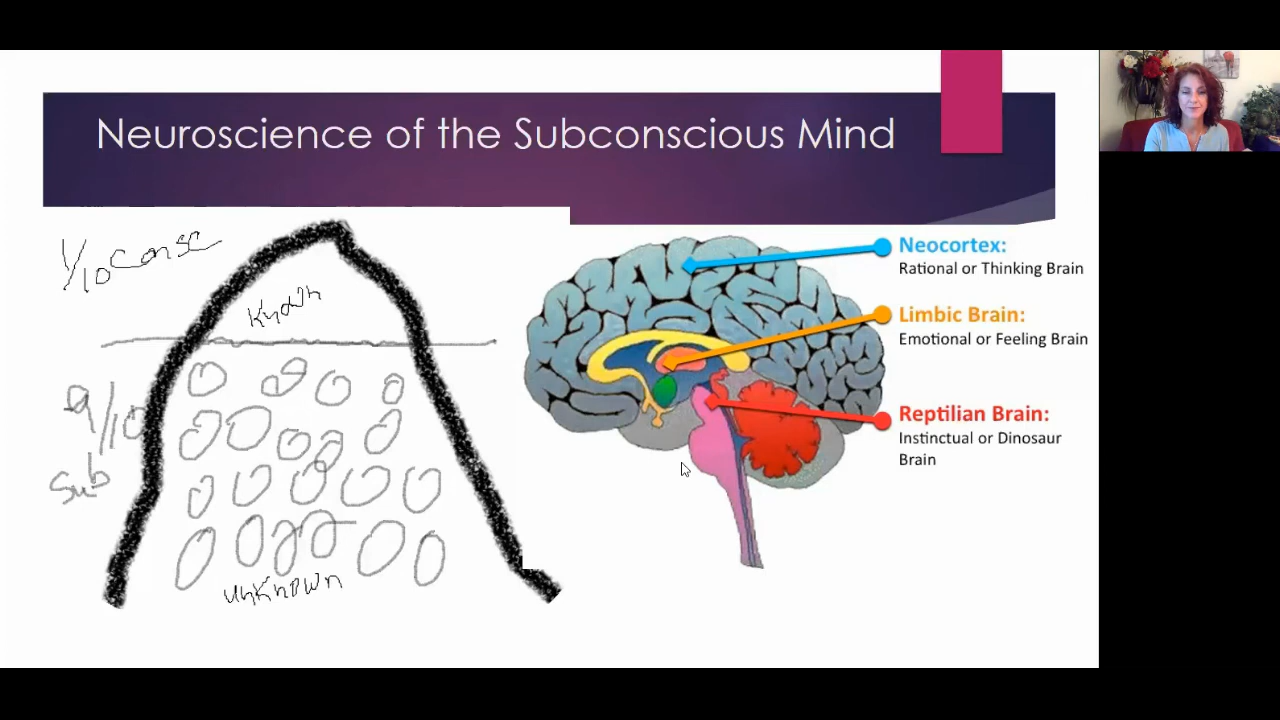 Neuroscience of the Subconscious Mind
1/10 Consc
Known
9/10
Sub
Unknown
Neocortex:
Rational or Thinking Brain
Limbic Brain:
Emotional or Feeling Brain
Reptilian Brain:
Instinctual or Dinosaur
Brain